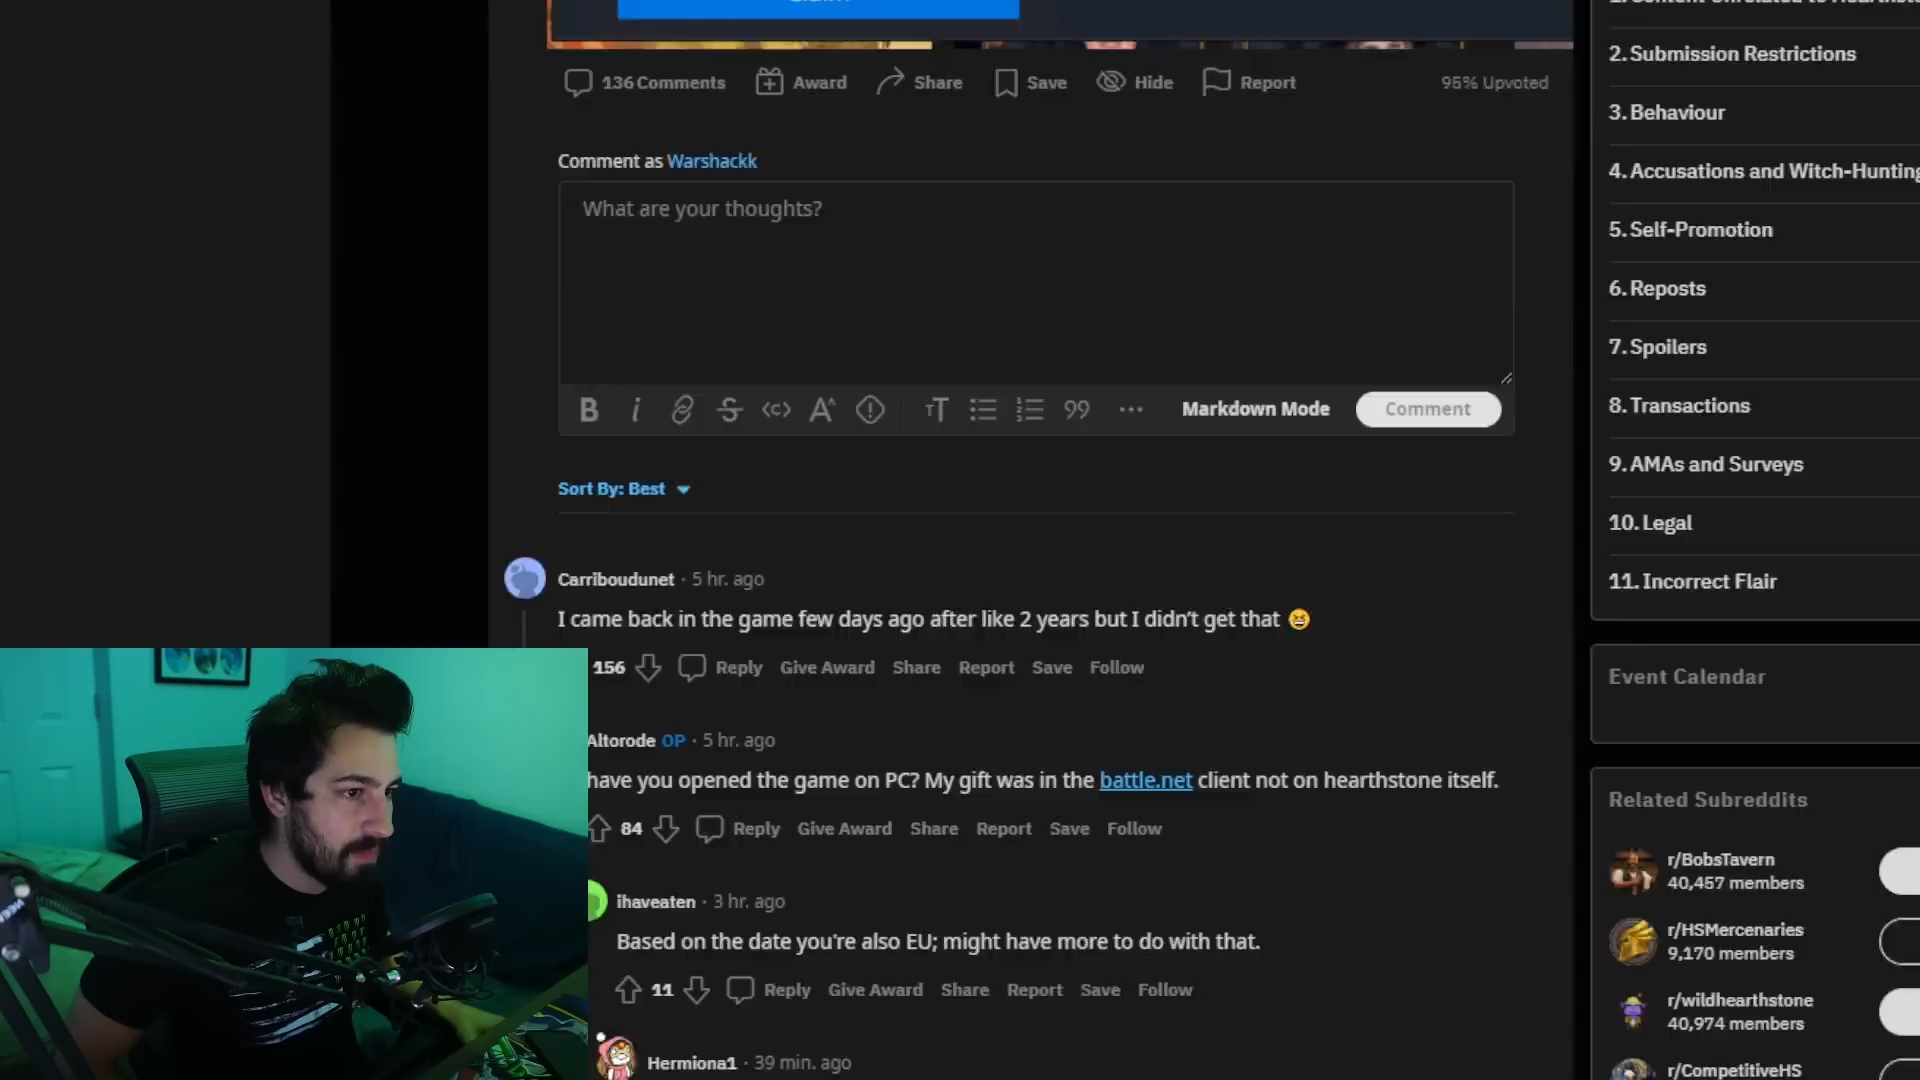 136 Comments
Award
Share
Save
Hide
Report
95% Upvoted
Comment as Warshackk
What are your thoughts?
B i S <c> A TT 99 ...
Markdown Mode
Comment
Sort By: Best
Carriboudunet · 5 hr. ago
I came back in the game few days ago after like 2 years but I didn't get that 😆
156 Reply Give Award Share Report Save Follow
Altorode OP · 5 hr. ago
have you opened the game on PC? My gift was in the battle.net client not on hearthstone itself.
84 Reply Give Award Share Report Save Follow
ihaveaten · 3 hr. ago
Based on the date you're also EU; might have more to do with that.
11 Reply Give Award Share Report Save Follow
Hermiona1 · 39 min. ago
2. Submission Restrictions
3. Behaviour
4. Accusations and Witch-Hunting
5. Self-Promotion
6. Reposts
7. Spoilers
8. Transactions
9. AMAs and Surveys
10. Legal
11. Incorrect Flair
Event Calendar
Related Subreddits
r/BobsTavern
40,457 members
r/HSMercenaries
9,170 members
r/wildhearthstone
40,974 members
r/CompetitiveHS